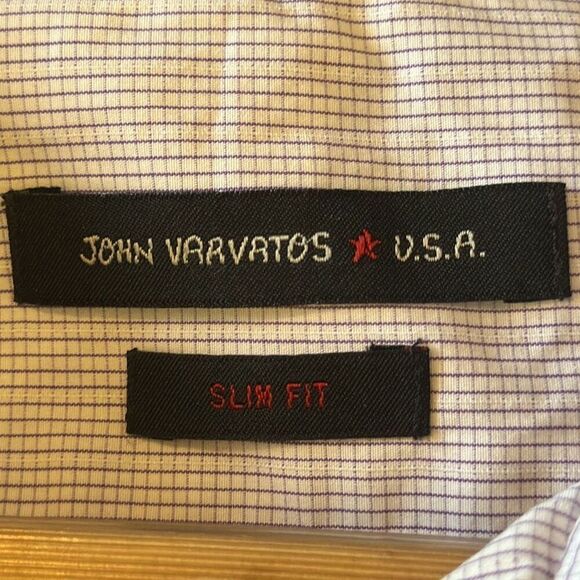 JOHN VARVATOS ★ U.S.A.
SLIM FIT